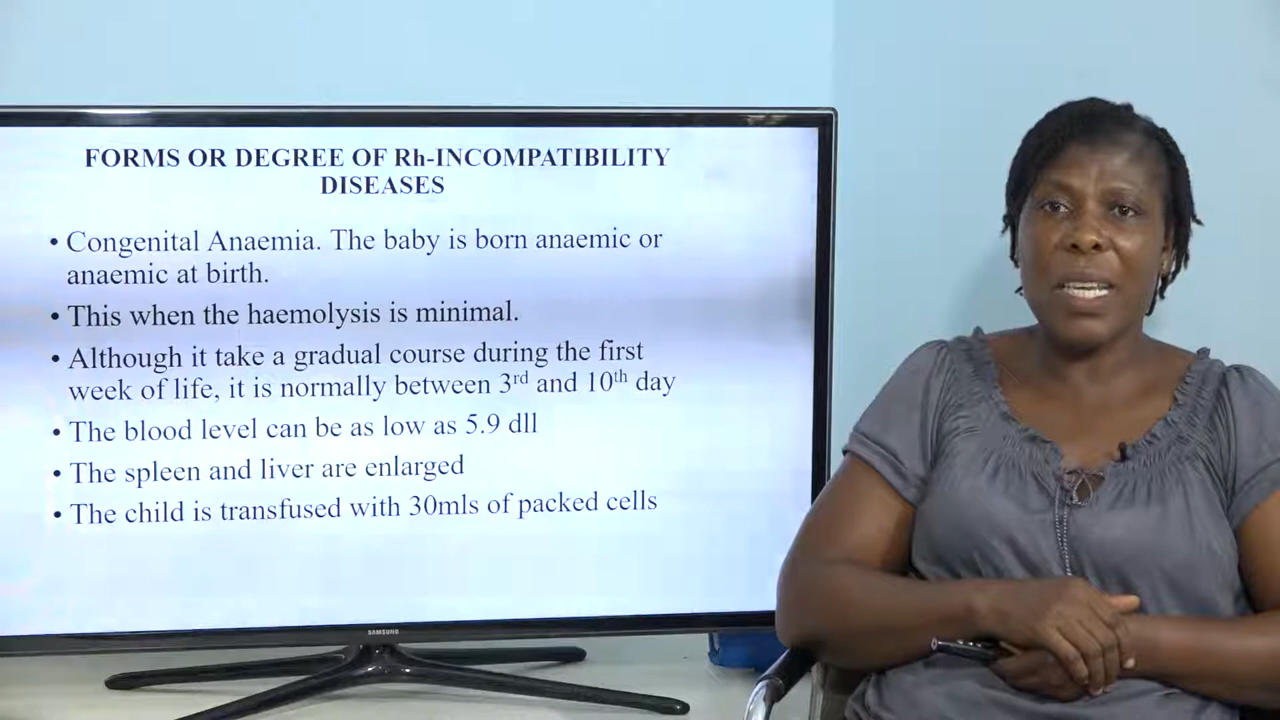 FORMS OR DEGREE OF Rh-INCOMPATIBILITY
DISEASES
• Congenital Anaemia. The baby is born anaemic or
anaemic at birth.
• This when the haemolysis is minimal.
• Although it take a gradual course during the first
week of life, it is normally between 3rd and 10th day
• The blood level can be as low as 5.9 dll
• The spleen and liver are enlarged
• The child is transfused with 30mls of packed cells
SAMSUNG